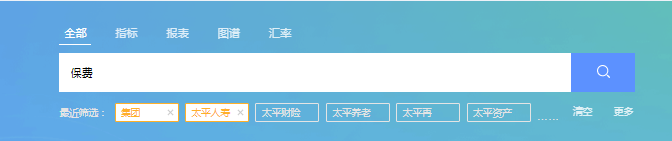 全部 指标 报表 图谱 汇率
保费
最近筛选： 集团 × 太平人寿 × 太平财险 太平养老 太平再 太平资产 …… 清空 更多